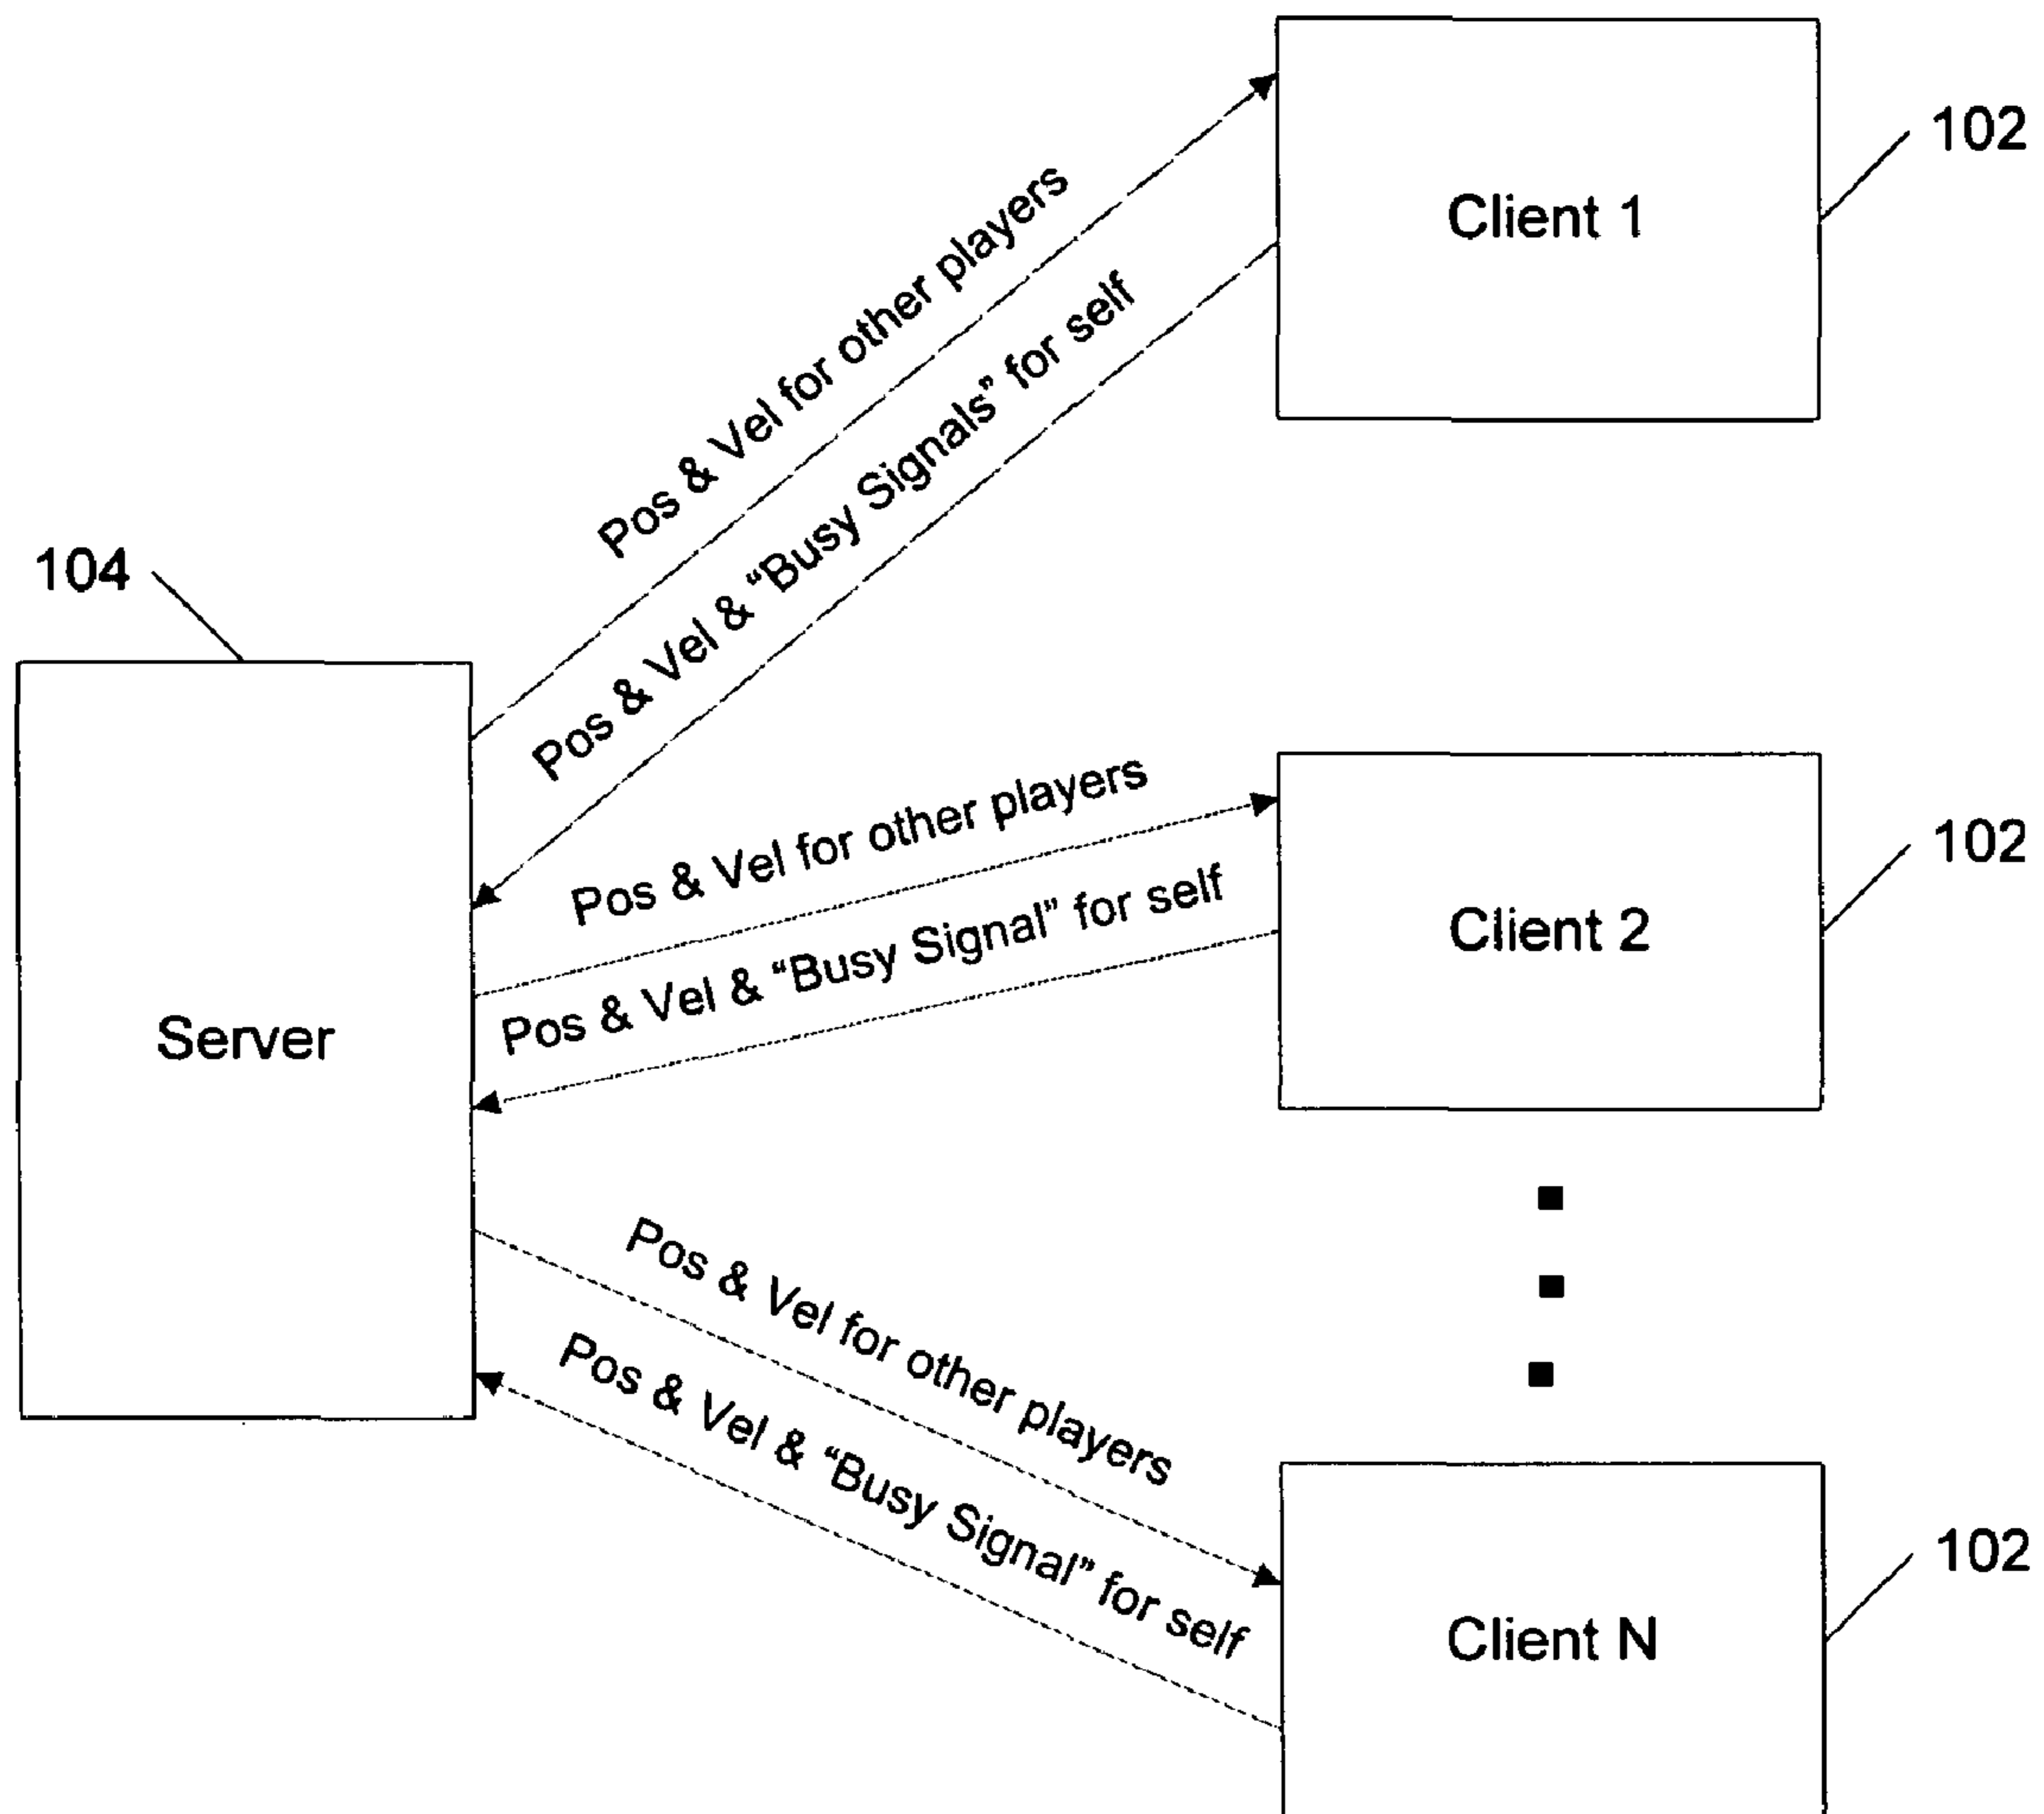 Client 1
102
Pos & Vel for other players
Pos & Vel & “Busy Signals” for self
104
Server
Pos & Vel for other players
Pos & Vel & “Busy Signal” for self
Client 2
102
Pos & Vel for other players
Pos & Vel & “Busy Signal” for self
Client N
102